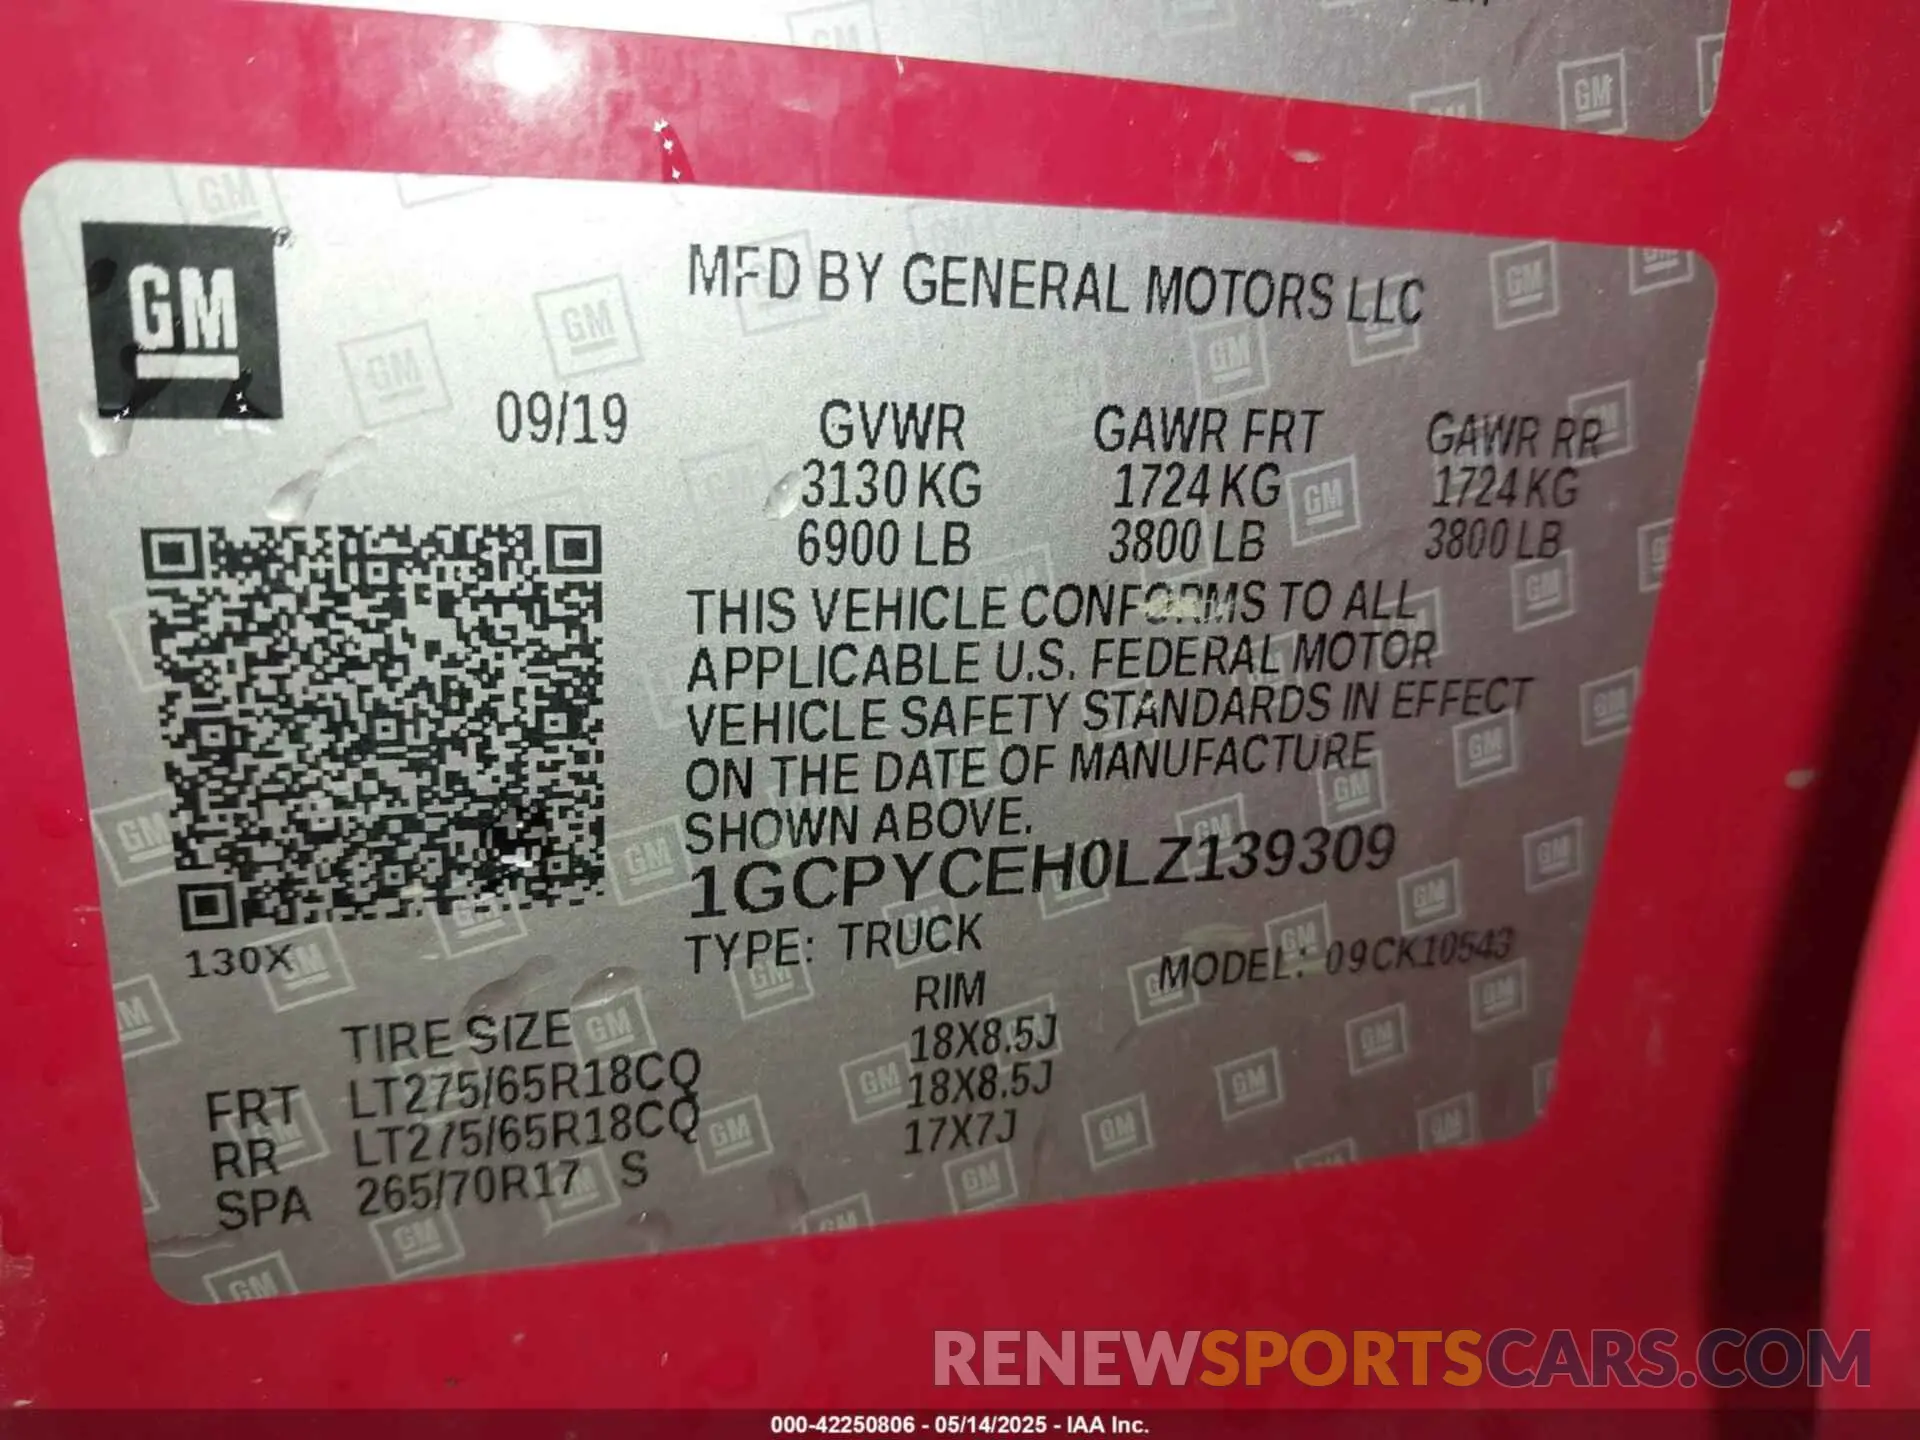 GM
MFD BY GENERAL MOTORS LLC
09/19
GVWR GAWR FRT GAWR RR
3130 KG 1724 KG 1724 KG
6900 LB 3800 LB 3800 LB
THIS VEHICLE CONFORMS TO ALL
APPLICABLE U.S. FEDERAL MOTOR
VEHICLE SAFETY STANDARDS IN EFFECT
ON THE DATE OF MANUFACTURE
SHOWN ABOVE.
1GCPYCEH0LZ139309
130X
TYPE: TRUCK MODEL: 09CK10543
TIRE SIZE RIM
FRT LT275/65R18CQ 18X8.5J
RR LT275/65R18CQ 18X8.5J
SPA 265/70R17 S 17X7J
RENEWSPORTSCARS.COM
000-42250806 - 05/14/2025 - IAA Inc.